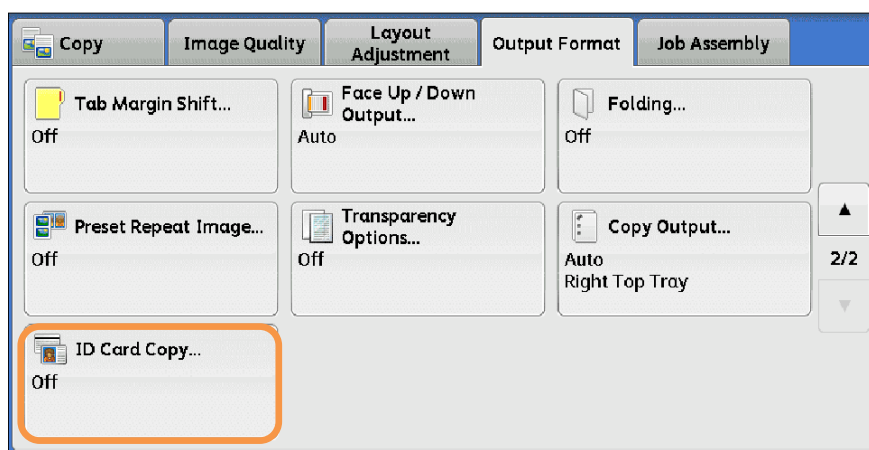 Copy
Image Quality
Layout
Adjustment
Output Format
Job Assembly
Tab Margin Shift...
Off
Face Up / Down
Output...
Auto
Folding...
Off
Preset Repeat Image...
Off
Transparency
Options...
Off
Copy Output...
Auto
Right Top Tray
2/2
ID Card Copy...
Off